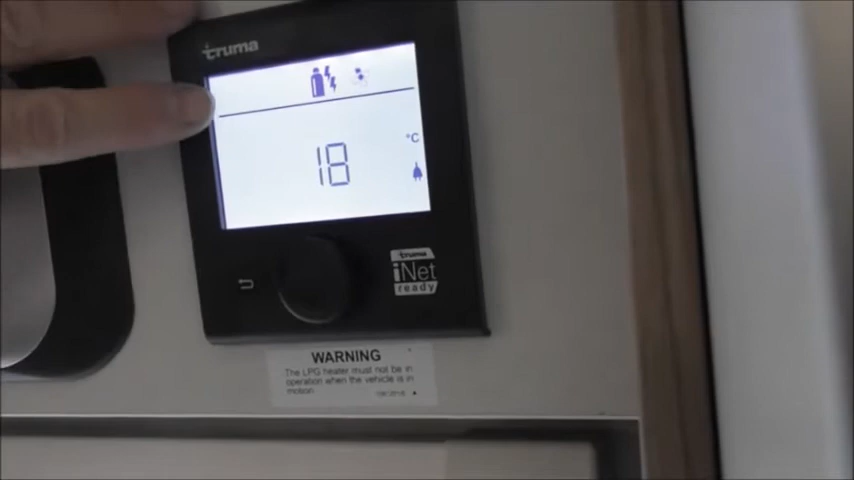 truma
18
°C
truma
iNet
ready
WARNING
The LPG heater must not be in
operation when the vehicle is in
motion